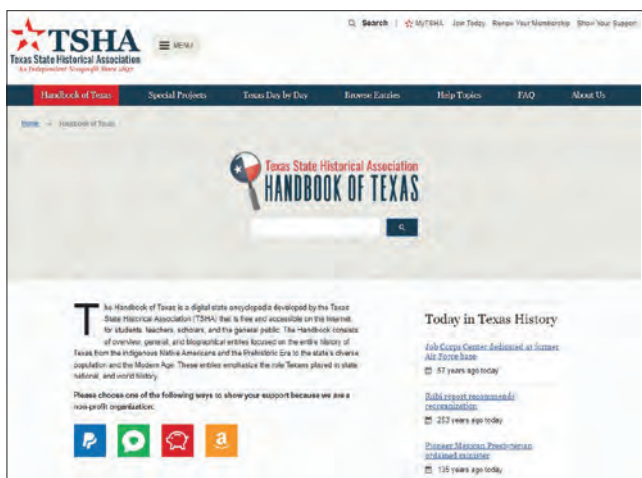 TSHA
Texas State Historical Association
An Independent Nonprofit Since 1897
MENU
Search | MyTSHA Join Today Renew Your Membership Show Your Support
Handbook of Texas Special Projects Texas Day by Day Browse Entries Help Topics FAQ About Us
Home → Handbook of Texas
Texas State Historical Association
HANDBOOK OF TEXAS
The Handbook of Texas is a digital state encyclopedia developed by the Texas
State Historical Association (TSHA) that is free and accessible on the Internet
for students, teachers, scholars, and the general public. The Handbook consists
of overview, general, and biographical entries focused on the entire history of
Texas from the indigenous Native Americans and the Prehistoric Era to the state's diverse
population and the Modern Age. These entries emphasize the role Texans played in state
national, and world history.
Please choose one of the following ways to show your support because we are a
non-profit organization:
Today in Texas History
Job Corps Center dedicated at former
Air Force base
57 years ago today
Rubí report recommends
reorganization
253 years ago today
Pioneer Mexican Presbyterian
ordained minister
135 years ago today